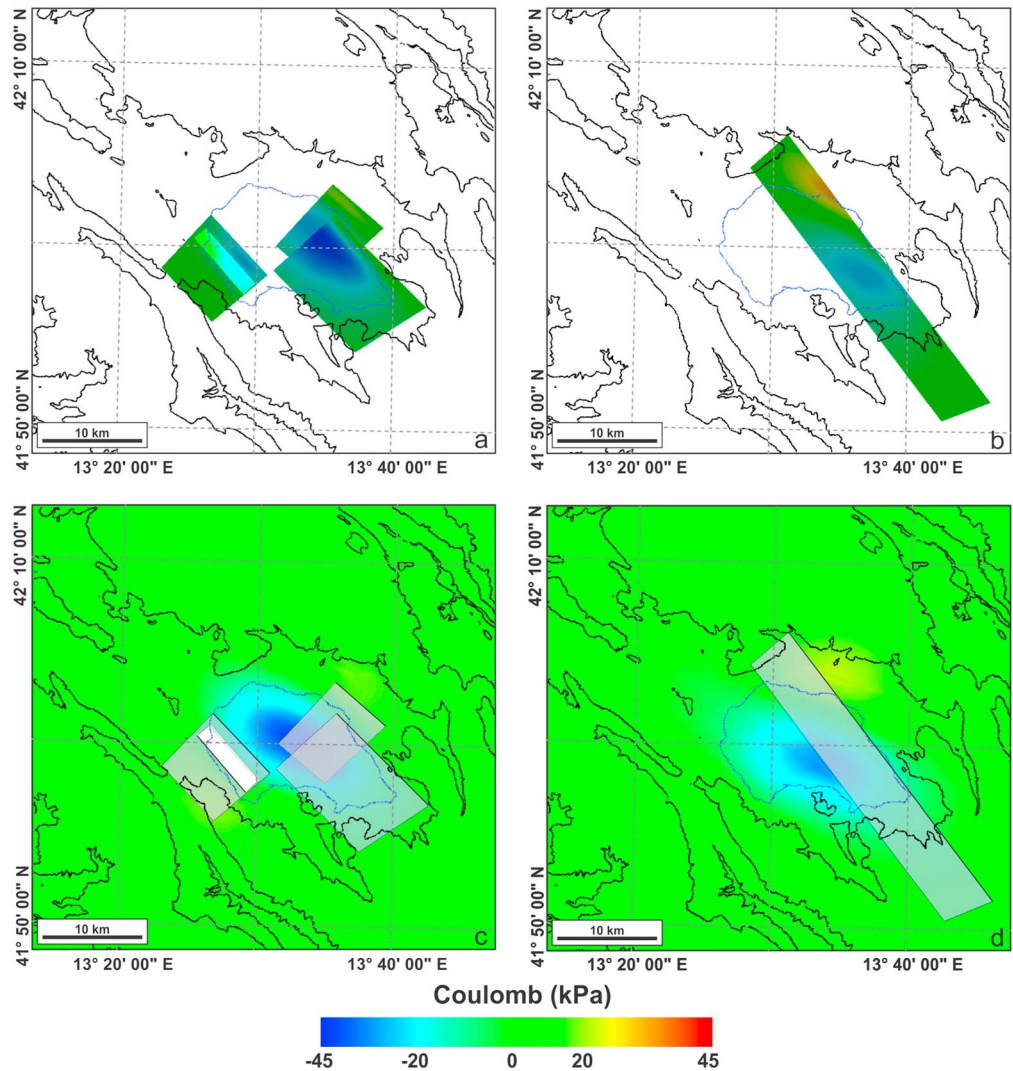 42° 10' 00'' N
41° 50' 00'' N
10 km
a
13° 20' 00'' E
13° 40' 00'' E
42° 10' 00'' N
41° 50' 00'' N
10 km
b
13° 20' 00'' E
13° 40' 00'' E
42° 10' 00'' N
41° 50' 00'' N
10 km
c
13° 20' 00'' E
13° 40' 00'' E
42° 10' 00'' N
41° 50' 00'' N
10 km
d
13° 20' 00'' E
13° 40' 00'' E
Coulomb (kPa)
-45 -20 0 20 45